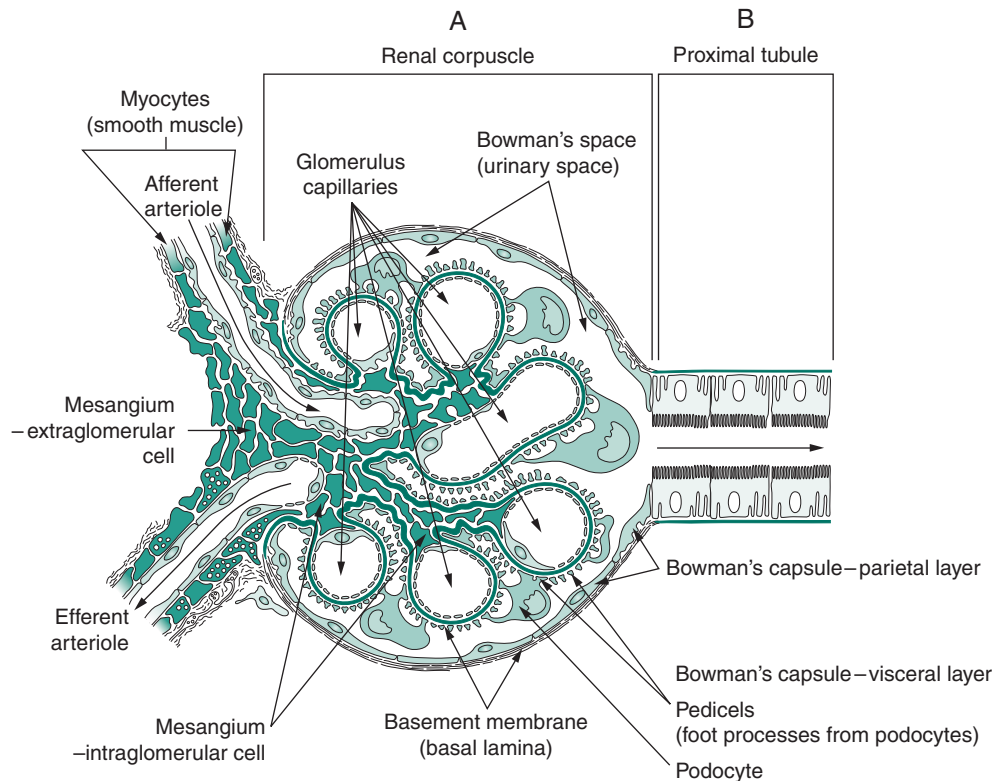 A
B
Renal corpuscle
Proximal tubule
Myocytes
(smooth muscle)
Afferent
arteriole
Glomerulus
capillaries
Bowman's space
(urinary space)
Mesangium
–extraglomerular
cell
Efferent
arteriole
Mesangium
–intraglomerular cell
Basement membrane
(basal lamina)
Bowman's capsule–parietal layer
Bowman's capsule–visceral layer
Pedicels
(foot processes from podocytes)
Podocyte